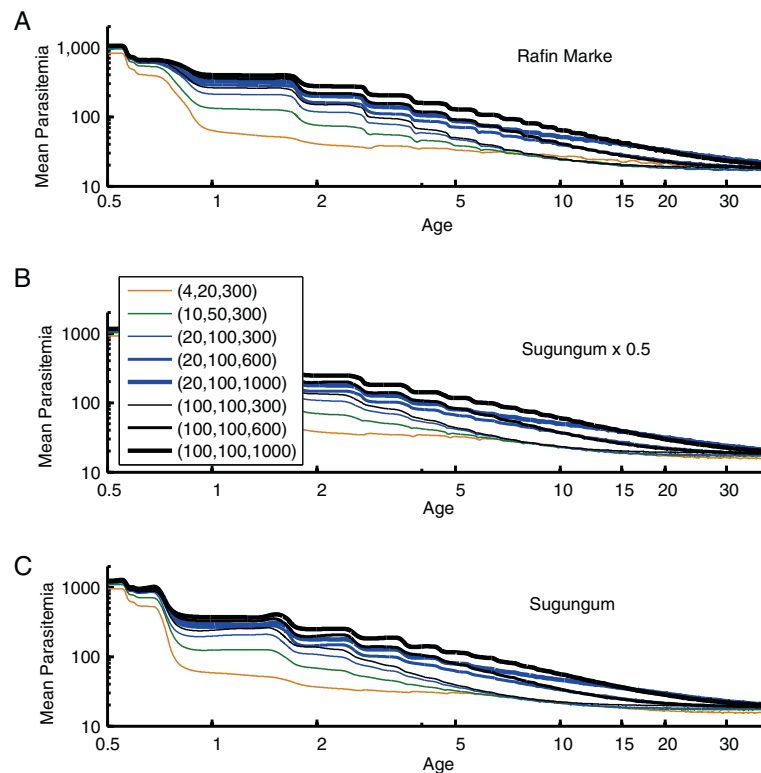 A
Rafin Marke
Mean Parasitemia
1,000
100
10
0.5 1 2 5 10 15 20 30
Age
B
Sugungum x 0.5
Mean Parasitemia
1000
100
10
(4,20,300)
(10,50,300)
(20,100,300)
(20,100,600)
(20,100,1000)
(100,100,300)
(100,100,600)
(100,100,1000)
0.5 1 2 5 10 15 20 30
Age
C
Sugungum
Mean Parasitemia
1000
100
10
0.5 1 2 5 10 15 20 30
Age